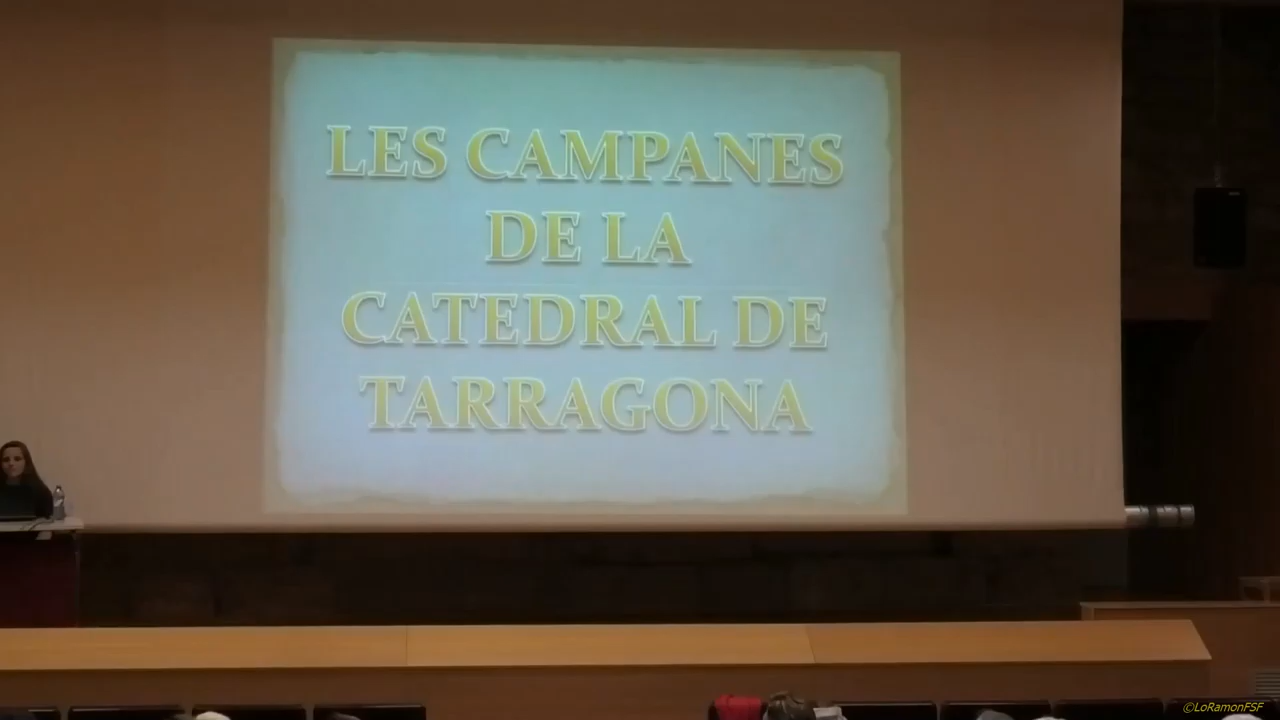 LES CAMPANES
DE LA
CATEDRAL DE
TARRAGONA
©LoRamonFSF